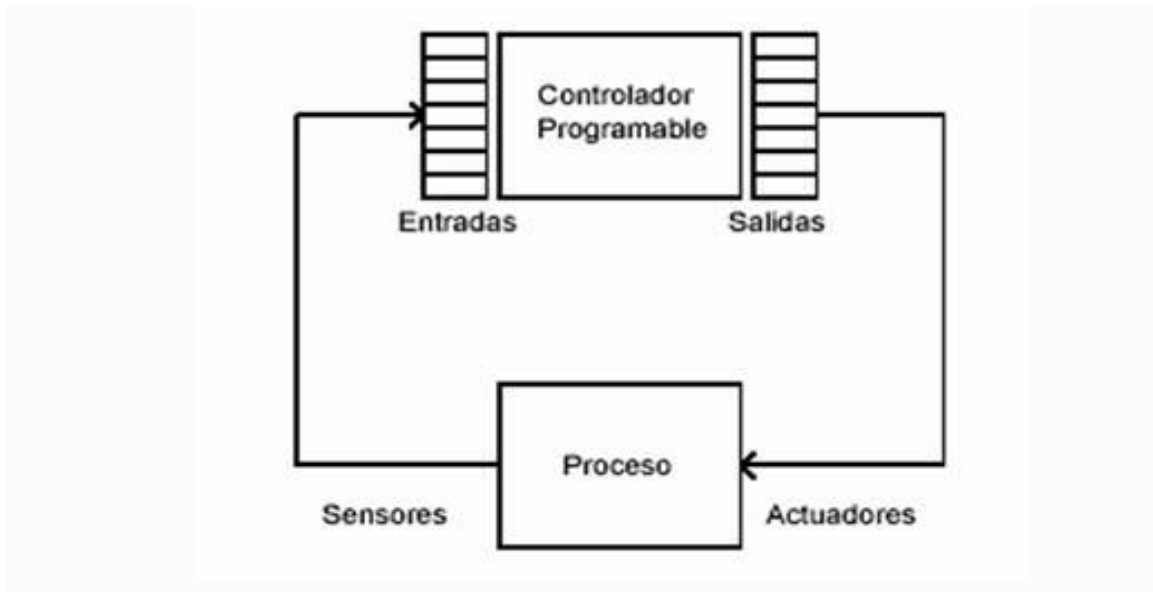 Controlador
Programable
Entradas
Salidas
Proceso
Sensores
Actuadores